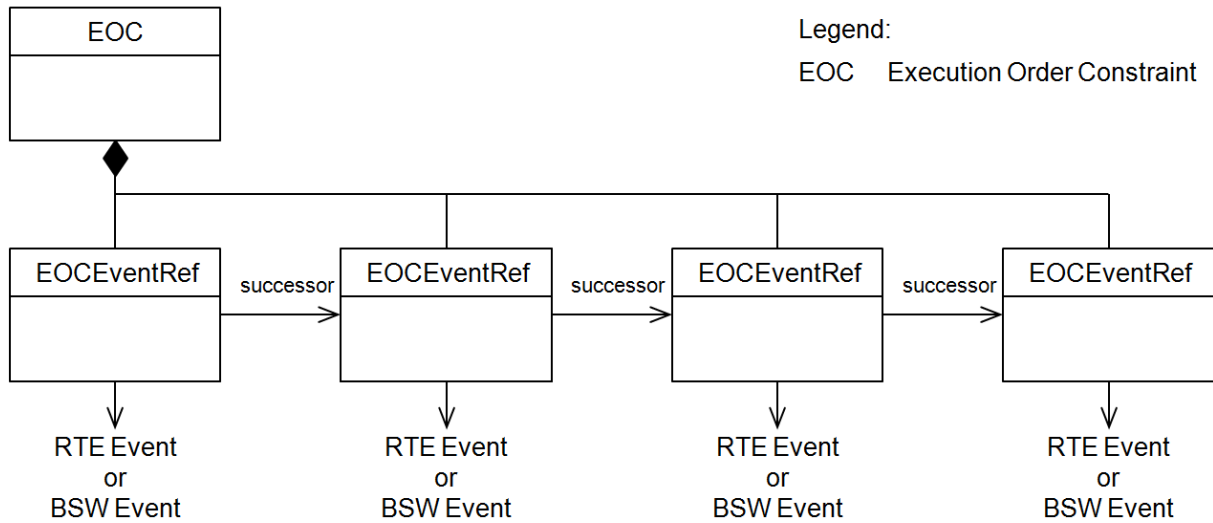 EOC
Legend:
EOC Execution Order Constraint
EOCEventRef
successor
EOCEventRef
successor
EOCEventRef
successor
EOCEventRef
RTE Event
or
BSW Event
RTE Event
or
BSW Event
RTE Event
or
BSW Event
RTE Event
or
BSW Event